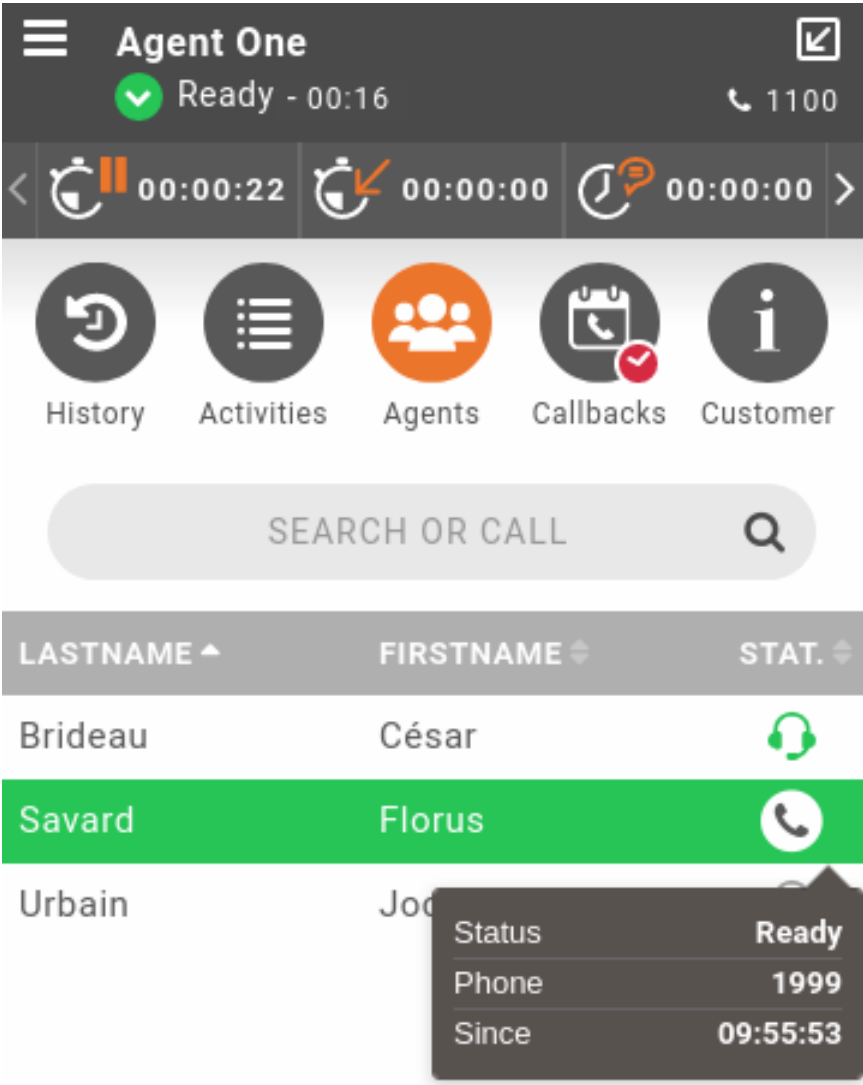 Agent One
Ready - 00:16
1100
00:00:22 00:00:00 00:00:00
History Activities Agents Callbacks Customer
SEARCH OR CALL
LASTNAME FIRSTNAME STAT.
Brideau César
Savard Florus
Urbain
Status Ready
Phone 1999
Since 09:55:53